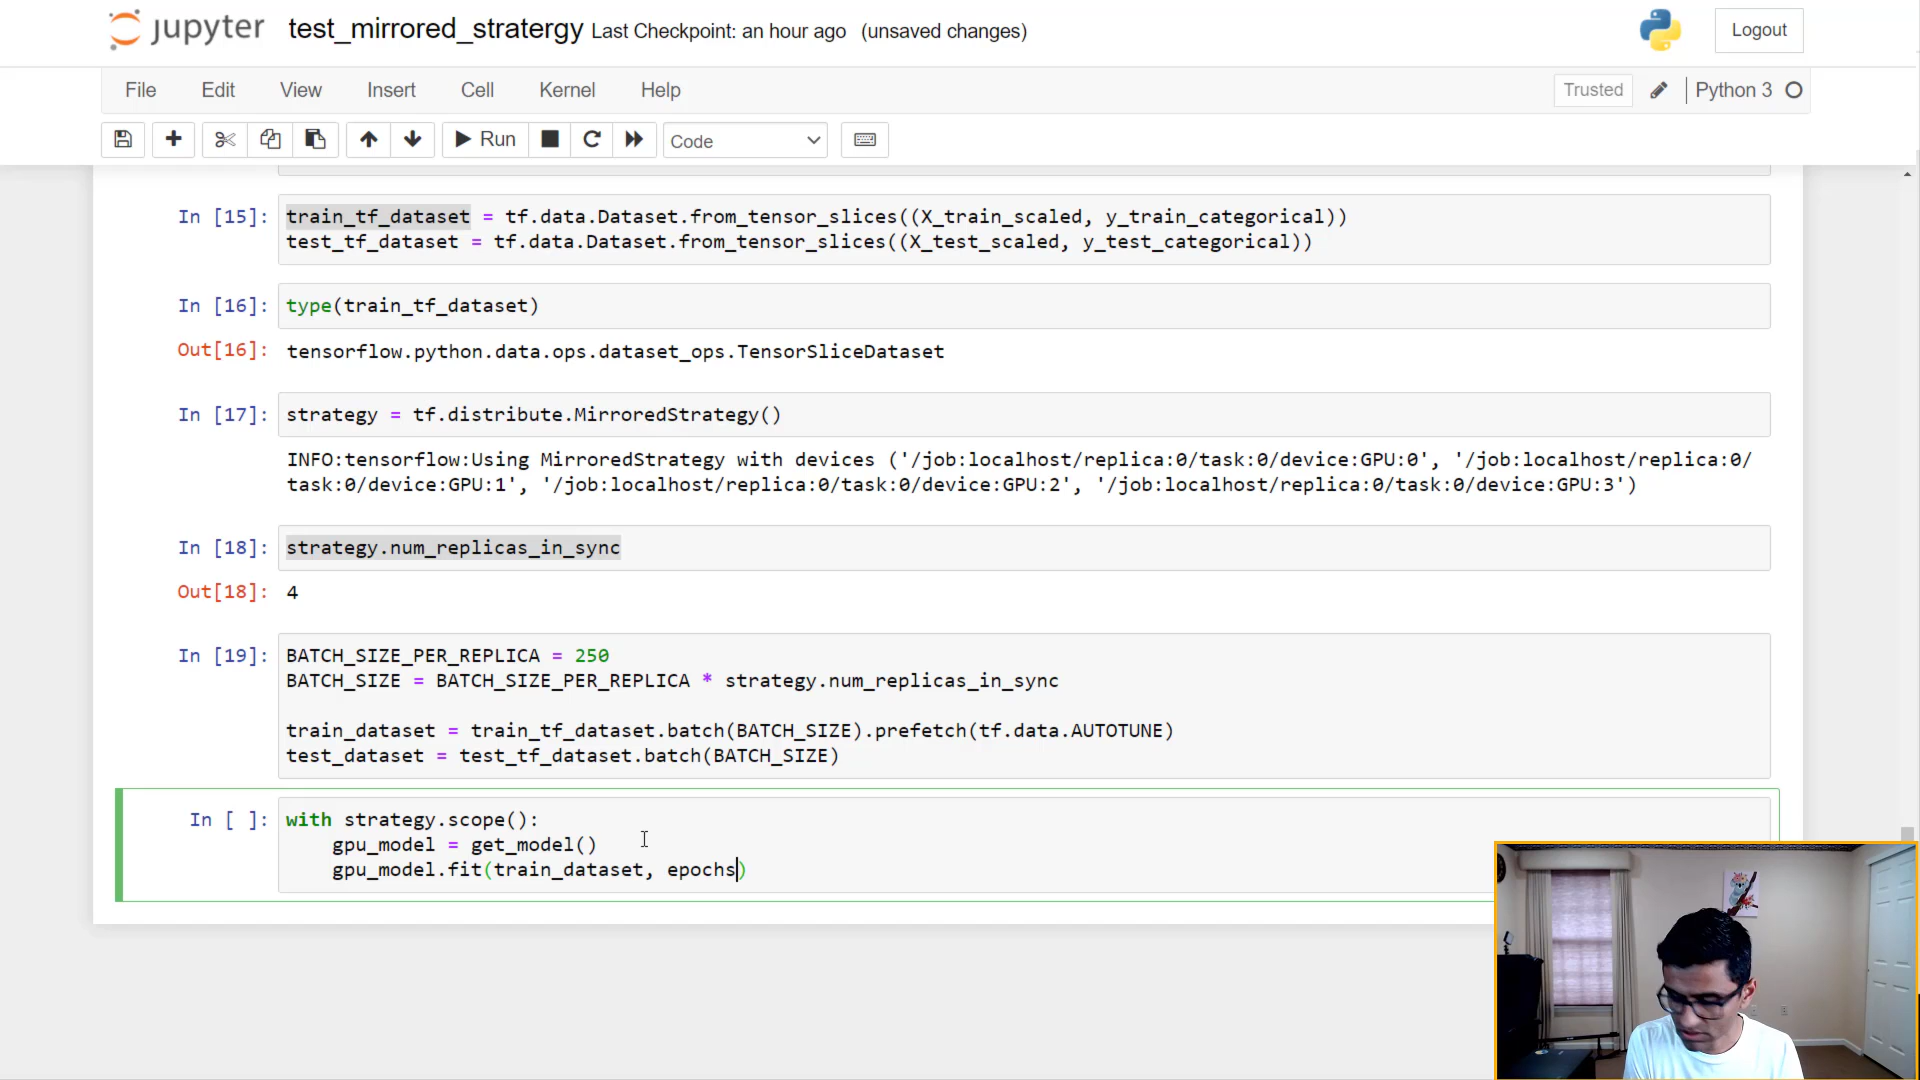 jupyter test_mirrored_stratergy Last Checkpoint: an hour ago (unsaved changes)
Logout
File Edit View Insert Cell Kernel Help
Trusted Python 3
Run Code
In [15]: train_tf_dataset = tf.data.Dataset.from_tensor_slices((X_train_scaled, y_train_categorical))
test_tf_dataset = tf.data.Dataset.from_tensor_slices((X_test_scaled, y_test_categorical))
In [16]: type(train_tf_dataset)
Out[16]: tensorflow.python.data.ops.dataset_ops.TensorSliceDataset
In [17]: strategy = tf.distribute.MirroredStrategy()
INFO:tensorflow:Using MirroredStrategy with devices ('/job:localhost/replica:0/task:0/device:GPU:0', '/job:localhost/replica:0/
task:0/device:GPU:1', '/job:localhost/replica:0/task:0/device:GPU:2', '/job:localhost/replica:0/task:0/device:GPU:3')
In [18]: strategy.num_replicas_in_sync
Out[18]: 4
In [19]: BATCH_SIZE_PER_REPLICA = 250
BATCH_SIZE = BATCH_SIZE_PER_REPLICA * strategy.num_replicas_in_sync
train_dataset = train_tf_dataset.batch(BATCH_SIZE).prefetch(tf.data.AUTOTUNE)
test_dataset = test_tf_dataset.batch(BATCH_SIZE)
In [ ]: with strategy.scope():
gpu_model = get_model()
gpu_model.fit(train_dataset, epochs)